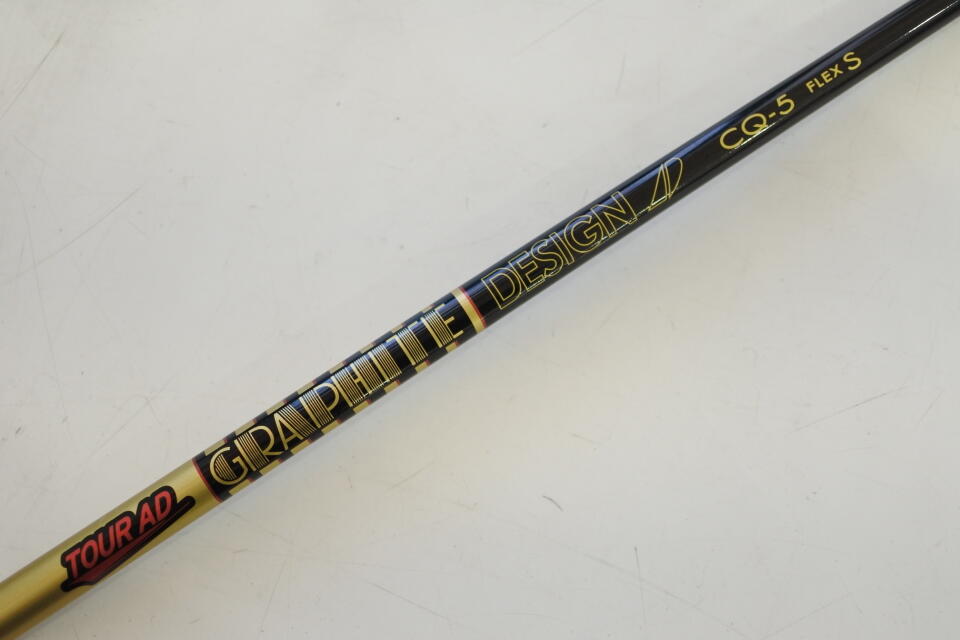 TOUR AD
GRAPHITE
DESIGN
CQ-5 FLEX S